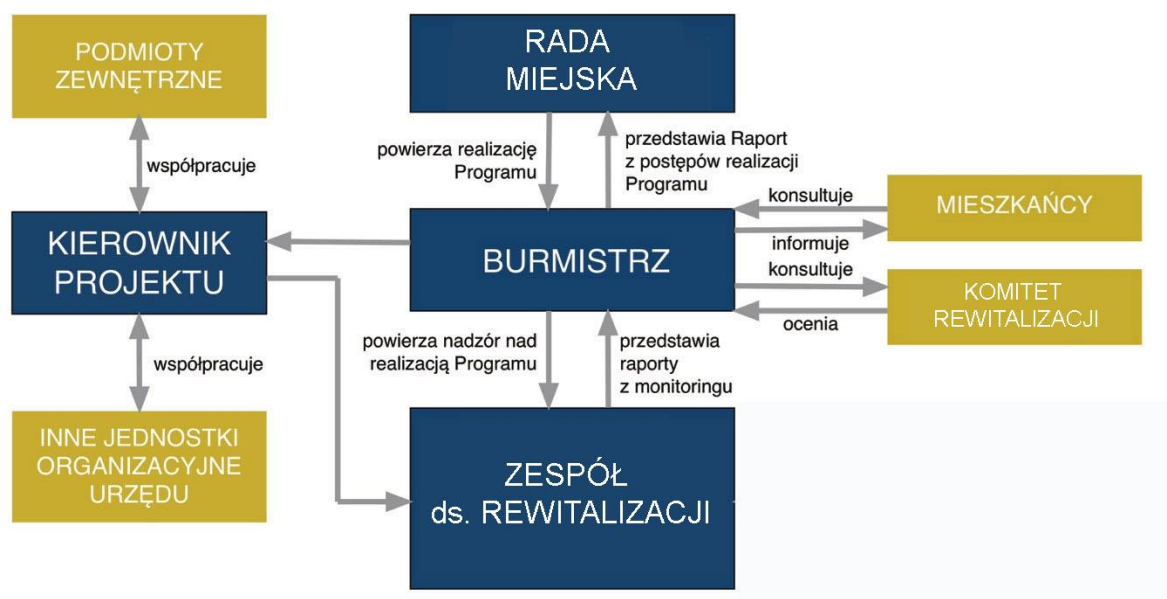 PODMIOTY
ZEWNĘTRZNE
RADA
MIEJSKA
współpracuje
powierza realizację
Programu
przedstawia Raport
z postępów realizacji
Programu
KIEROWNIK
PROJEKTU
BURMISTRZ
konsultuje
informuje
MIESZKAŃCY
konsultuje
ocenia
KOMITET
REWITALIZACJI
współpracuje
powierza nadzór nad
realizacją Programu
przedstawia
raporty
z monitoringu
INNE JEDNOSTKI
ORGANIZACYJNE
URZĘDU
ZESPÓŁ
ds. REWITALIZACJI